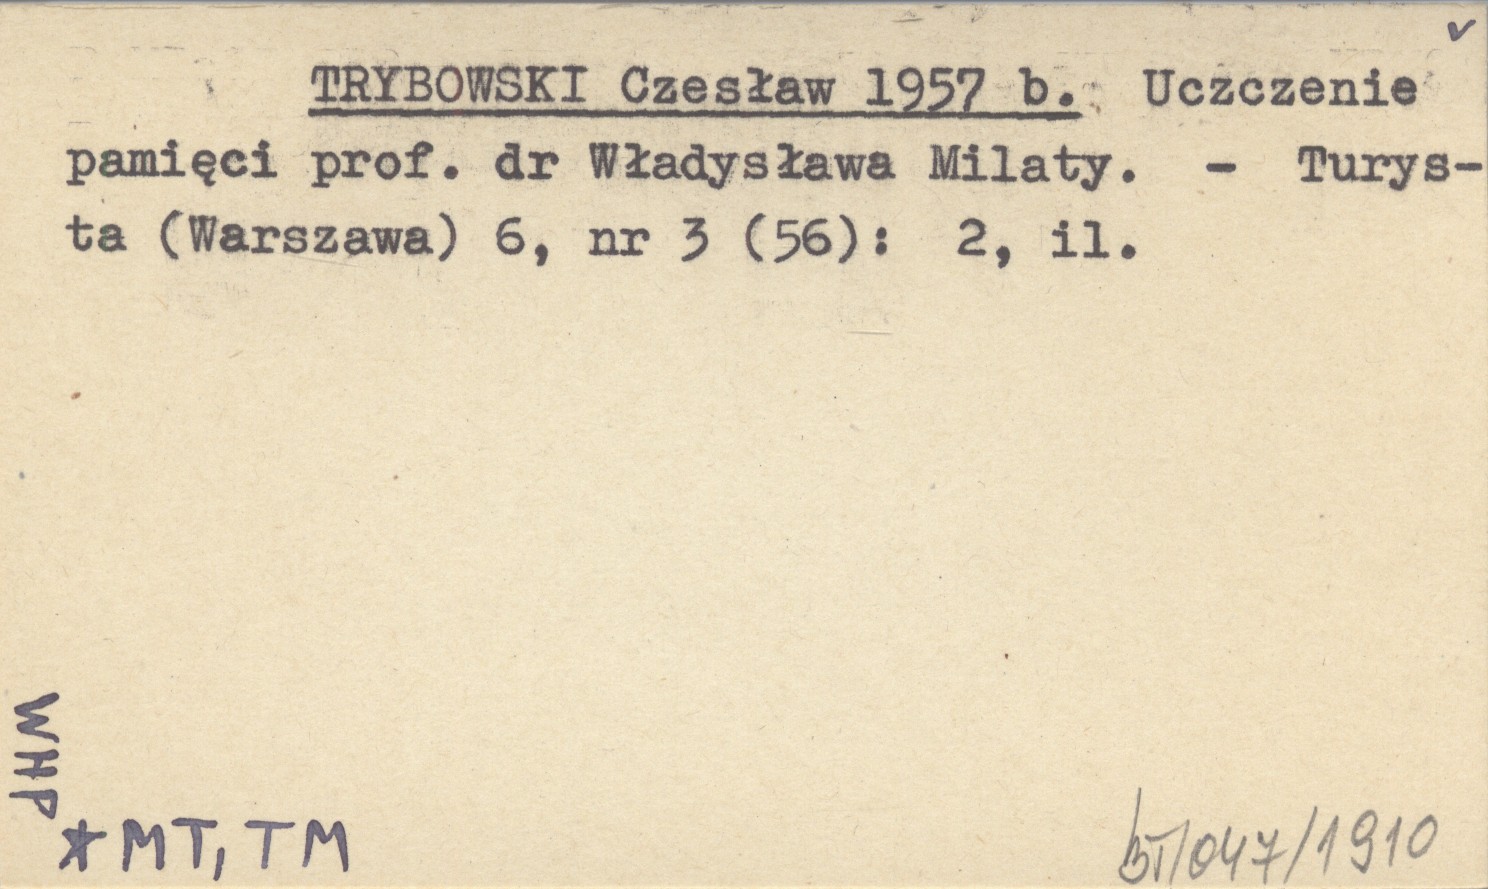 v
TRYBOWSKI Czesław 1957 b. Uczczenie
pamięci prof. dr Władysława Milaty. - Turys-
ta (Warszawa) 6, nr 3 (56): 2, il.
WHP
*MT, TM
/047/1910